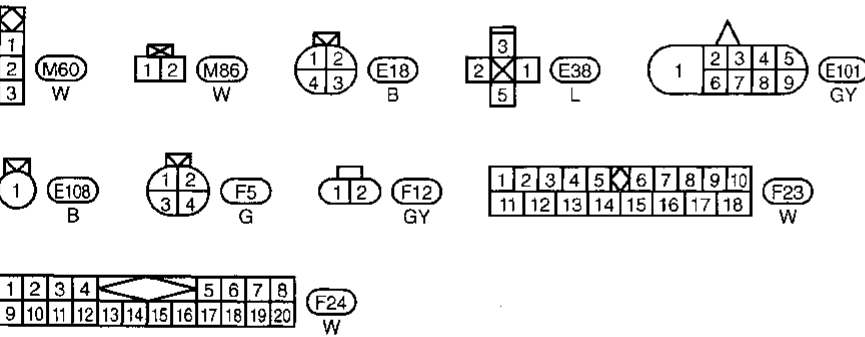 1
2
3
M60
W
1 2
M86
W
1 2
4 3
E18
B
3
2 1
5
E38
L
1
2 3 4 5
6 7 8 9
E101
GY
1
E108
B
1 2
3 4
F5
G
1 2
F12
GY
1 2 3 4 5 6 7 8 9 10
11 12 13 14 15 16 17 18
F23
W
1 2 3 4 5 6 7 8
9 10 11 12 13 14 15 16 17 18 19 20
F24
W